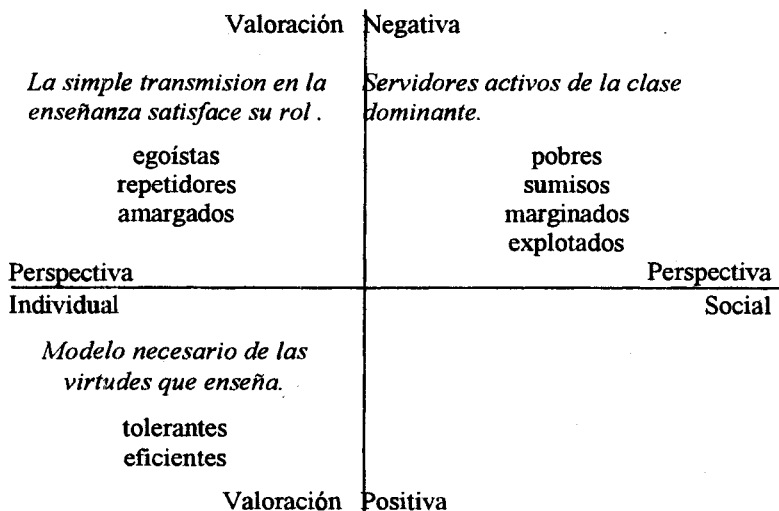 Valoración Negativa
La simple transmision en la
enseñanza satisface su rol .
egoístas
repetidores
amargados
Servidores activos de la clase
dominante.
pobres
sumisos
marginados
explotados
Perspectiva
Individual
Perspectiva
Social
Modelo necesario de las
virtudes que enseña.
tolerantes
eficientes
Valoración Positiva